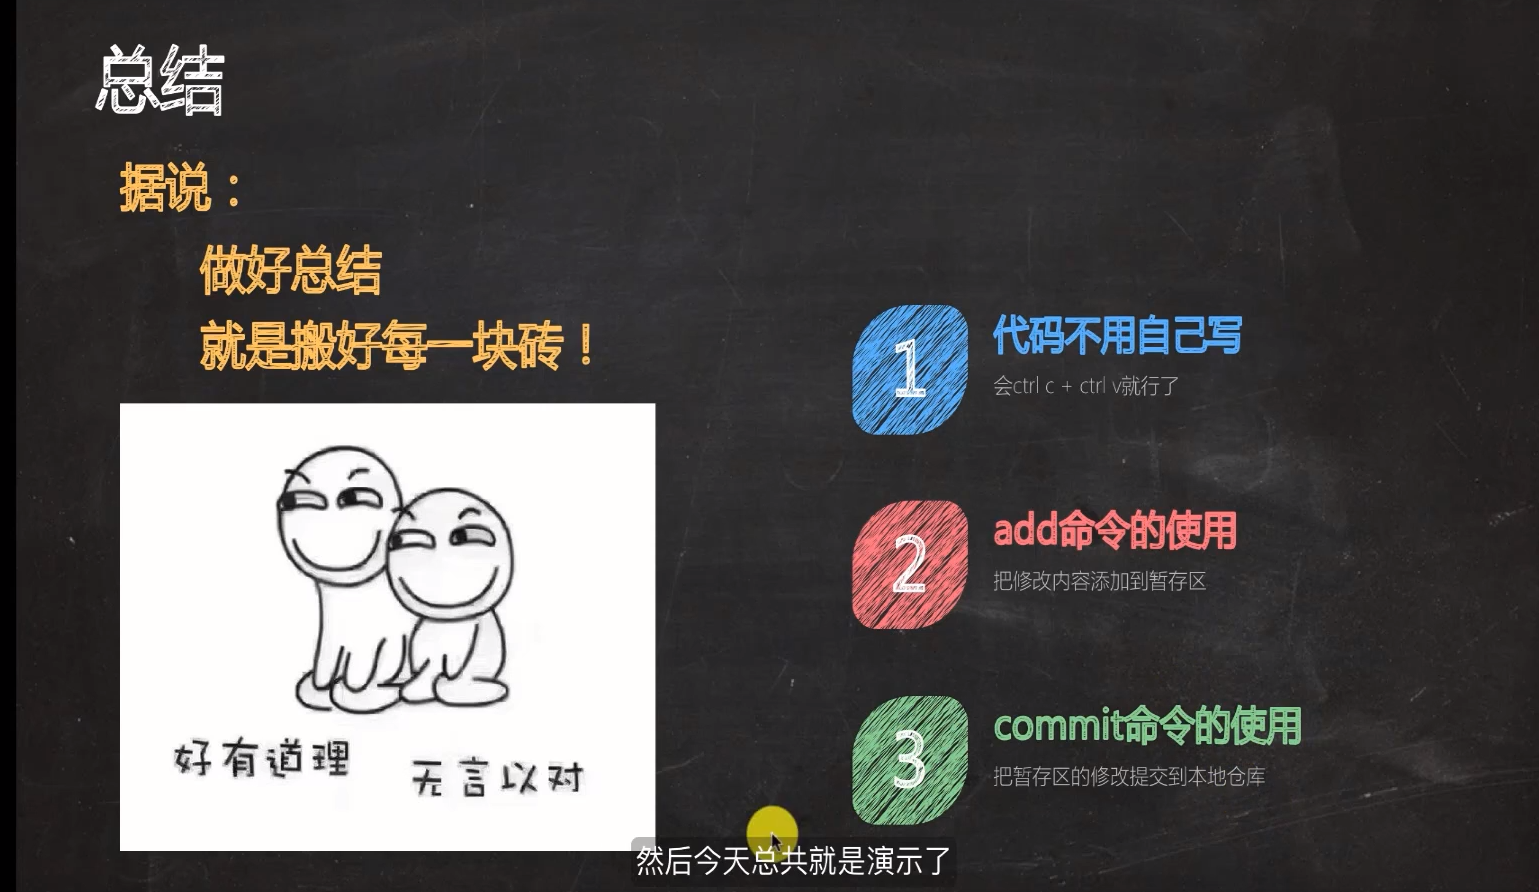 总结
据说：
做好总结
就是搬好每一块砖！
好有道理
无言以对
1
代码不用自己写
会ctrl c + ctrl v就行了
2
add命令的使用
把修改内容添加到暂存区
3
commit命令的使用
把暂存区的修改提交到本地仓库
然后今天总共就是演示了